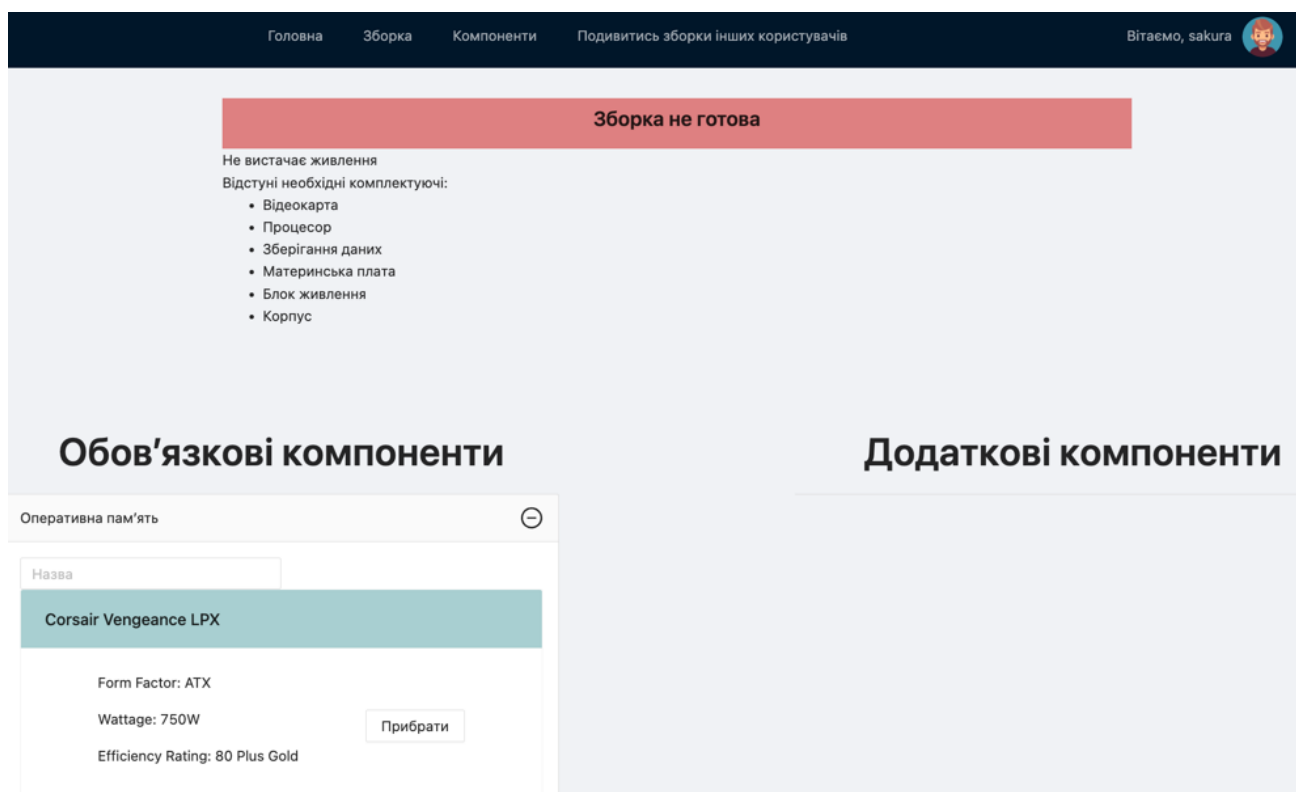 Головна Зборка Компоненти Подивитись зборки інших користувачів Вітаємо, sakura
Зборка не готова
Не вистачає живлення
Відстуні необхідні комплектуючі:
• Відеокарта
• Процесор
• Зберігання даних
• Материнська плата
• Блок живлення
• Корпус
Обов'язкові компоненти
Додаткові компоненти
Оперативна пам'ять
Назва
Corsair Vengeance LPX
Form Factor: ATX
Wattage: 750W
Прибрати
Efficiency Rating: 80 Plus Gold